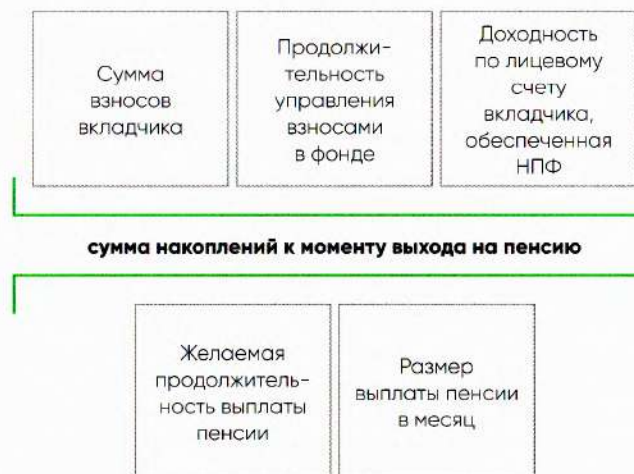 Сумма
взносов
вкладчика
Продолжи-
тельность
управления
взносами
в фонде
Доходность
по лицевому
счету
вкладчика,
обеспеченная
НПФ
сумма накоплений к моменту выхода на пенсию
Желаемая
продолжитель-
ность выплаты
пенсии
Размер
выплаты пенсии
в месяц